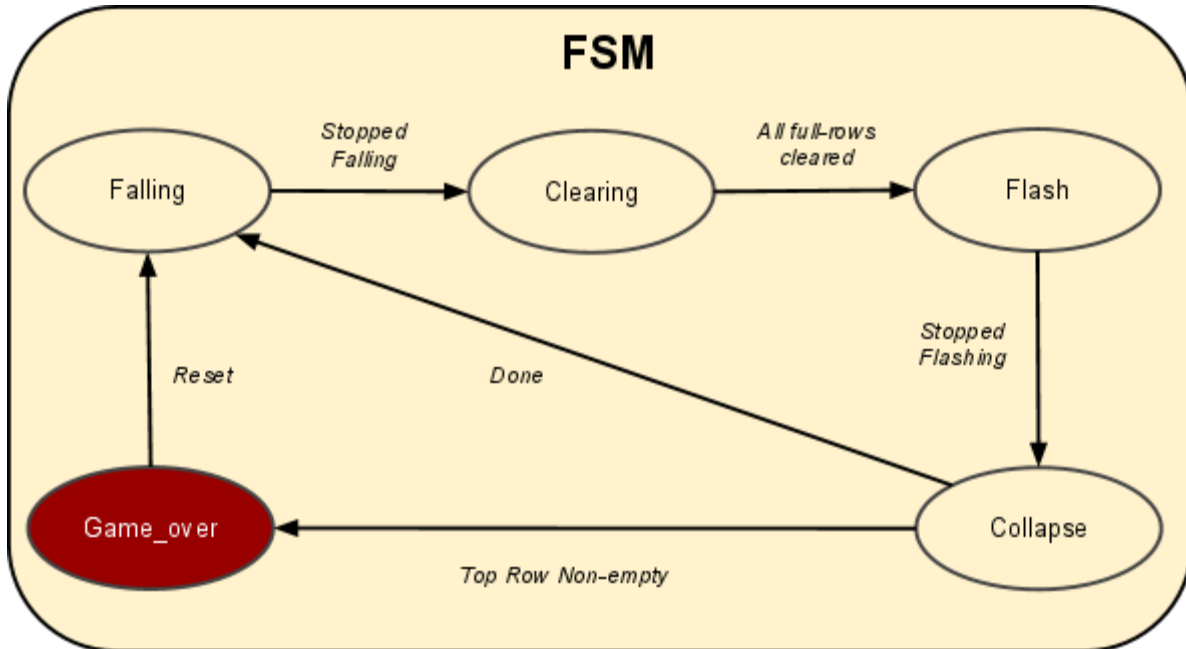 FSM
Stopped
Falling
All full-rows
cleared
Falling
Clearing
Flash
Stopped
Flashing
Reset
Done
Game_over
Collapse
Top Row Non-empty